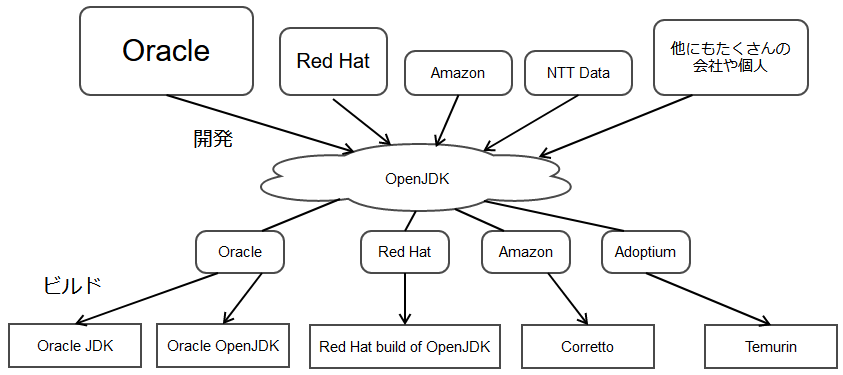 Oracle
Red Hat
Amazon
NTT Data
他にもたくさんの
会社や個人
開発
OpenJDK
Oracle
Red Hat
Amazon
Adoptium
ビルド
Oracle JDK
Oracle OpenJDK
Red Hat build of OpenJDK
Corretto
Temurin